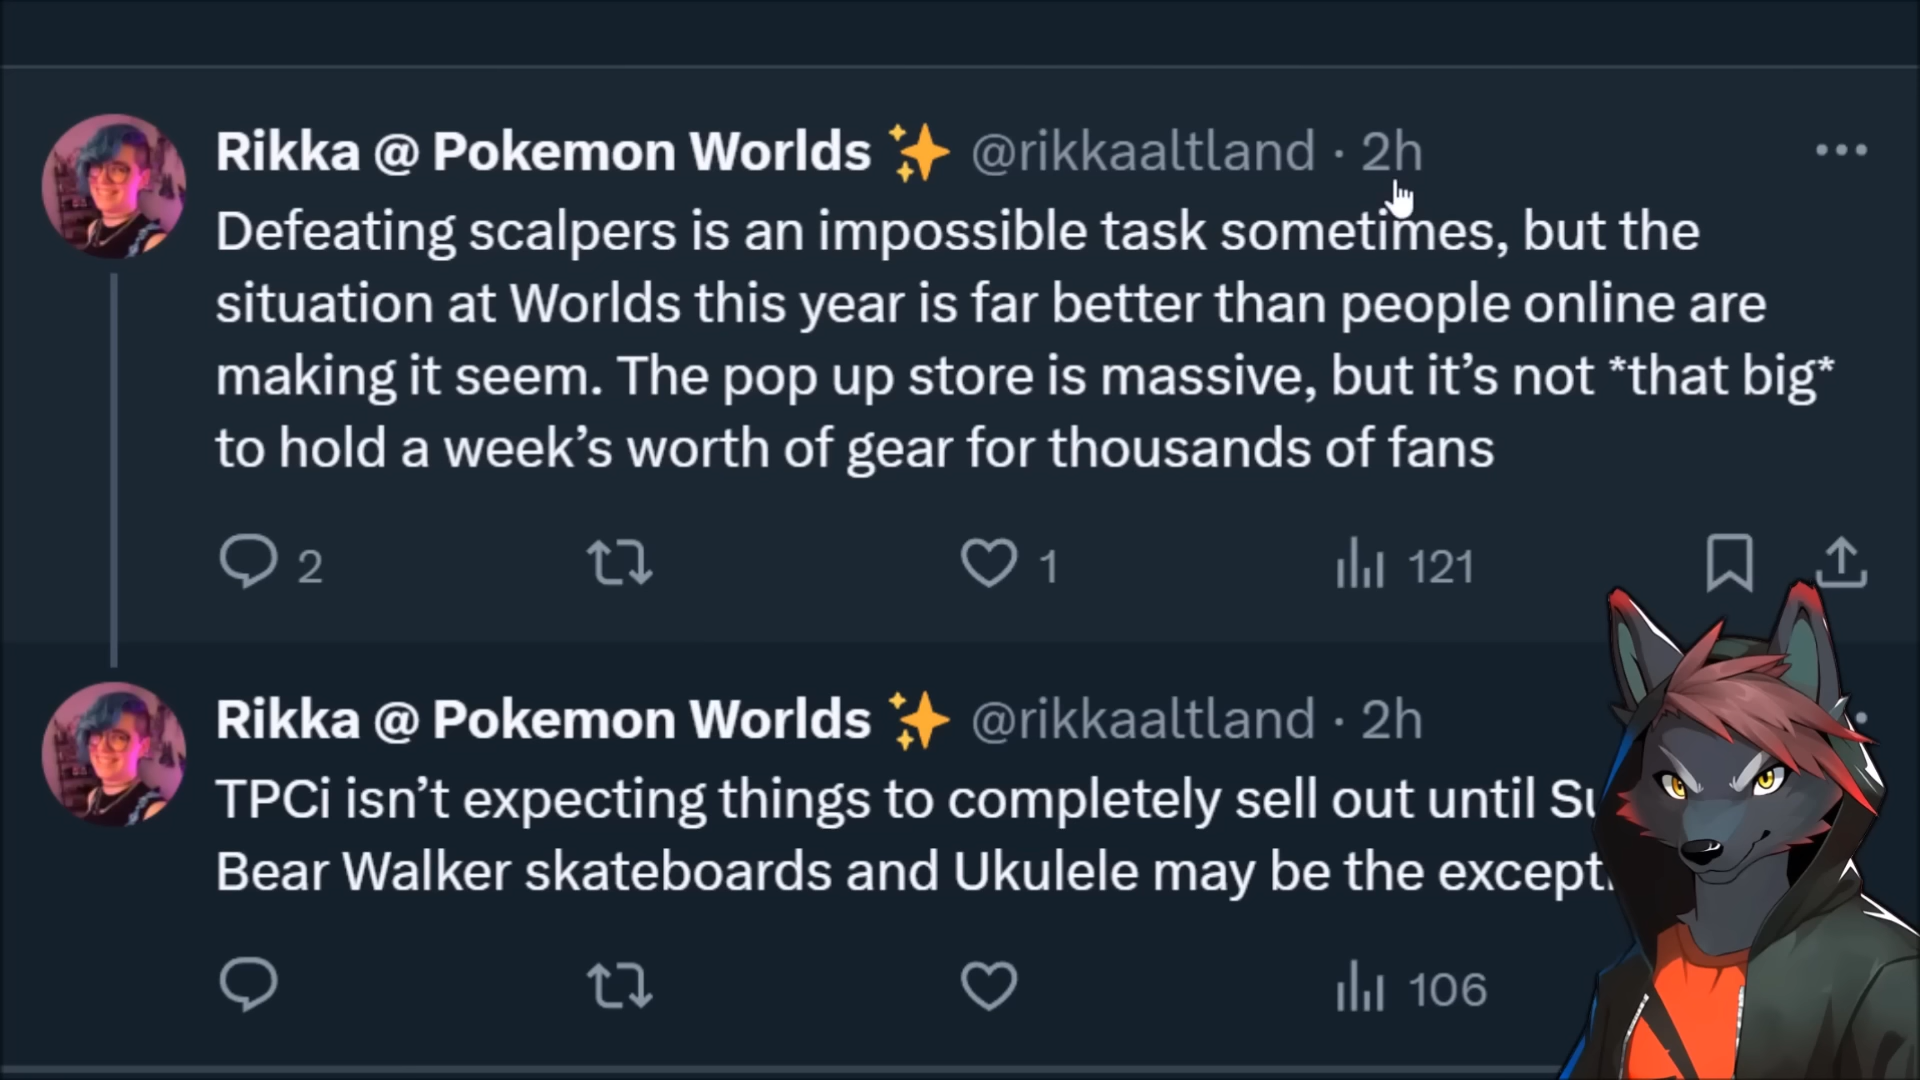 Rikka @ Pokemon Worlds ✨ @rikkaaltland · 2h
Defeating scalpers is an impossible task sometimes, but the
situation at Worlds this year is far better than people online are
making it seem. The pop up store is massive, but it’s not *that big*
to hold a week’s worth of gear for thousands of fans
2 1 121
Rikka @ Pokemon Worlds ✨ @rikkaaltland · 2h
TPCi isn’t expecting things to completely sell out until
Bear Walker skateboards and Ukulele may be the
106